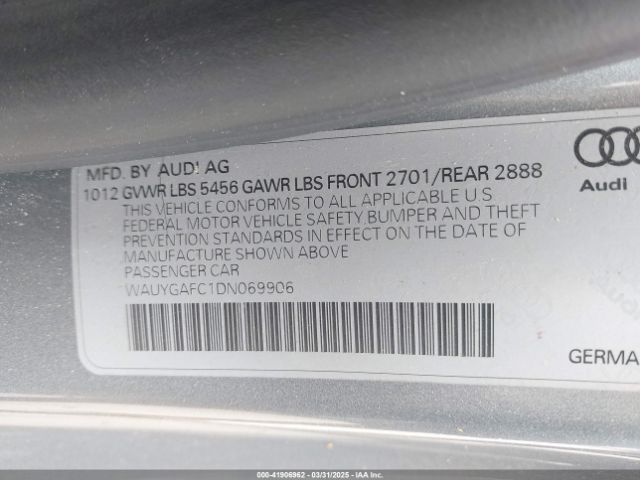 MFD. BY AUDI AG
1012 GVWR LBS 5456 GAWR LBS FRONT 2701/REAR 2888
THIS VEHICLE CONFORMS TO ALL APPLICABLE U.S.
FEDERAL MOTOR VEHICLE SAFETY, BUMPER AND THEFT
PREVENTION STANDARDS IN EFFECT ON THE DATE OF
MANUFACTURE SHOWN ABOVE
PASSENGER CAR
WAUYGAFC1DN069906
Audi
GERMA
000-41906962 - 03/31/2025 - IAAI.COM